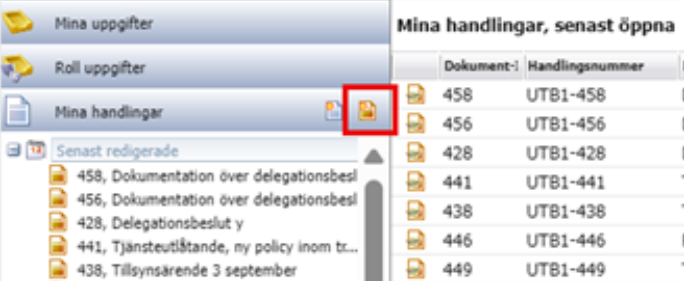 Mina uppgifter
Roll uppgifter
Mina handlingar
Senast redigerade
458, Dokumentation över delegationsbesl
456, Dokumentation över delegationsbesl
428, Delegationsbeslut y
441, Tjänsteutlåtande, ny policy inom tr...
438, Tillsynsärende 3 september
Mina handlingar, senast öppna
Dokument-I Handlingsnummer
458 UTB1-458
456 UTB1-456
428 UTB1-428
441 UTB1-441
438 UTB1-438
446 UTB1-446
449 UTB1-449